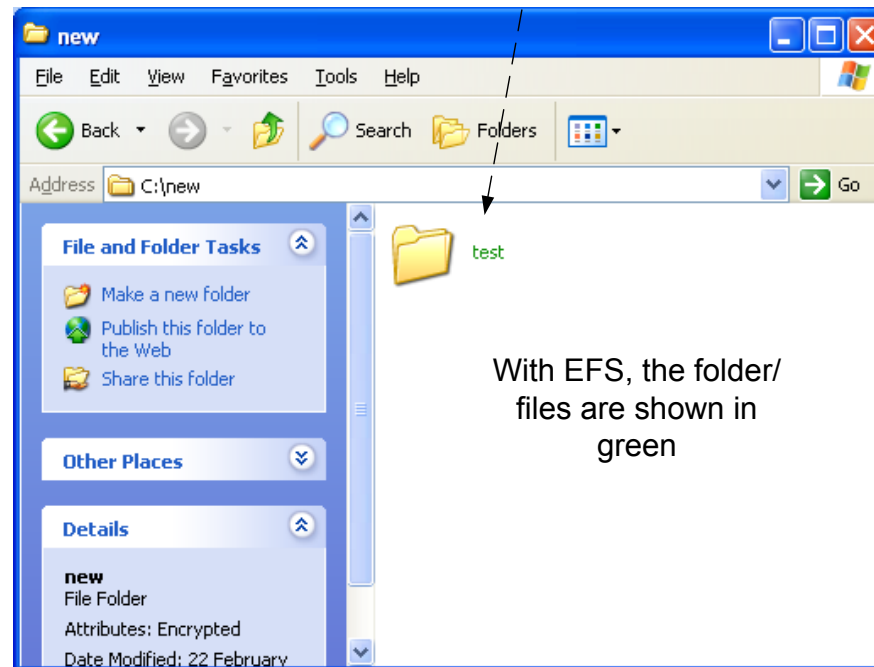 new
File Edit View Favorites Tools Help
Back Search Folders
Address C:\new Go
File and Folder Tasks
Make a new folder
Publish this folder to
the Web
Share this folder
Other Places
Details
new
File Folder
Attributes: Encrypted
Date Modified: 22 February
test
With EFS, the folder/
files are shown in
green